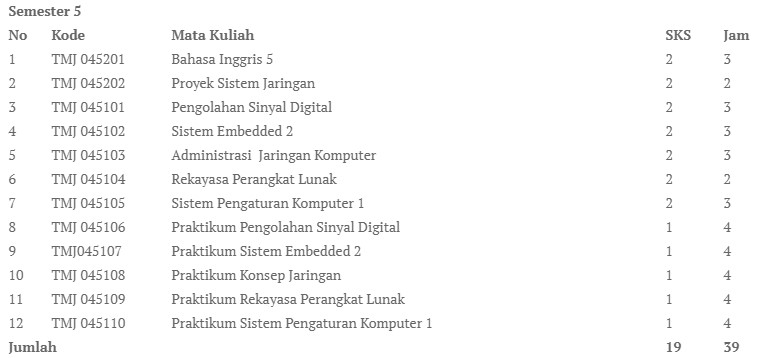 Semester 5
No Kode Mata Kuliah SKS Jam
1 TMJ 045201 Bahasa Inggris 5 2 3
2 TMJ 045202 Proyek Sistem Jaringan 2 2
3 TMJ 045101 Pengolahan Sinyal Digital 2 3
4 TMJ 045102 Sistem Embedded 2 2 3
5 TMJ 045103 Administrasi Jaringan Komputer 2 3
6 TMJ 045104 Rekayasa Perangkat Lunak 2 2
7 TMJ 045105 Sistem Pengaturan Komputer 1 2 3
8 TMJ 045106 Praktikum Pengolahan Sinyal Digital 1 4
9 TMJ045107 Praktikum Sistem Embedded 2 1 4
10 TMJ 045108 Praktikum Konsep Jaringan 1 4
11 TMJ 045109 Praktikum Rekayasa Perangkat Lunak 1 4
12 TMJ 045110 Praktikum Sistem Pengaturan Komputer 1 1 4
Jumlah 19 39